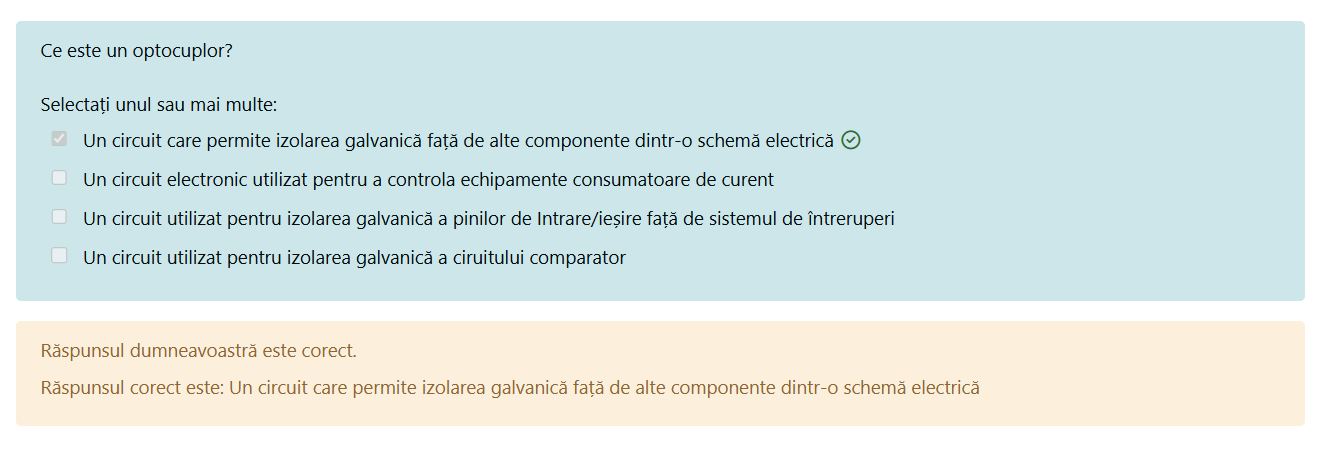 Ce este un optocuplor?
Selectați unul sau mai multe:
Un circuit care permite izolarea galvanică față de alte componente dintr-o schemă electrică
Un circuit electronic utilizat pentru a controla echipamente consumatoare de curent
Un circuit utilizat pentru izolarea galvanică a pinilor de Intrare/ieșire față de sistemul de întreruperi
Un circuit utilizat pentru izolarea galvanică a ciruitului comparator
Răspunsul dumneavoastră este corect.
Răspunsul corect este: Un circuit care permite izolarea galvanică față de alte componente dintr-o schemă electrică